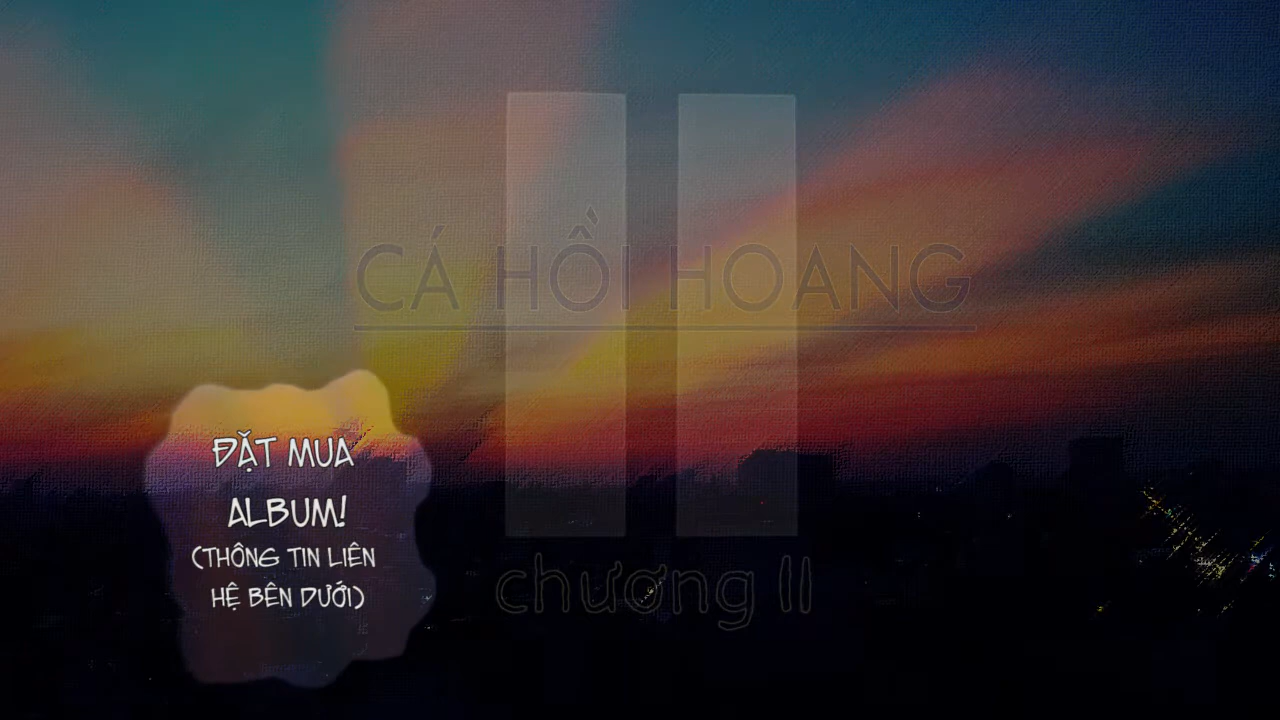 CÁ HỒI HOANG
ĐẶT MUA
ALBUM!
(THÔNG TIN LIÊN
HỆ BÊN DƯỚI)
chương II